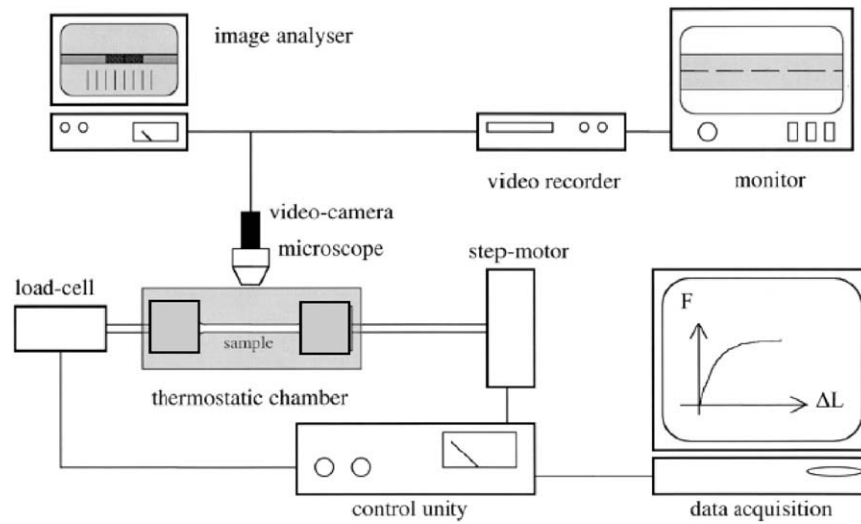 image analyser
video recorder
monitor
video-camera
microscope
step-motor
load-cell
F
sample
thermostatic chamber
ΔL
control unity
data acquisition